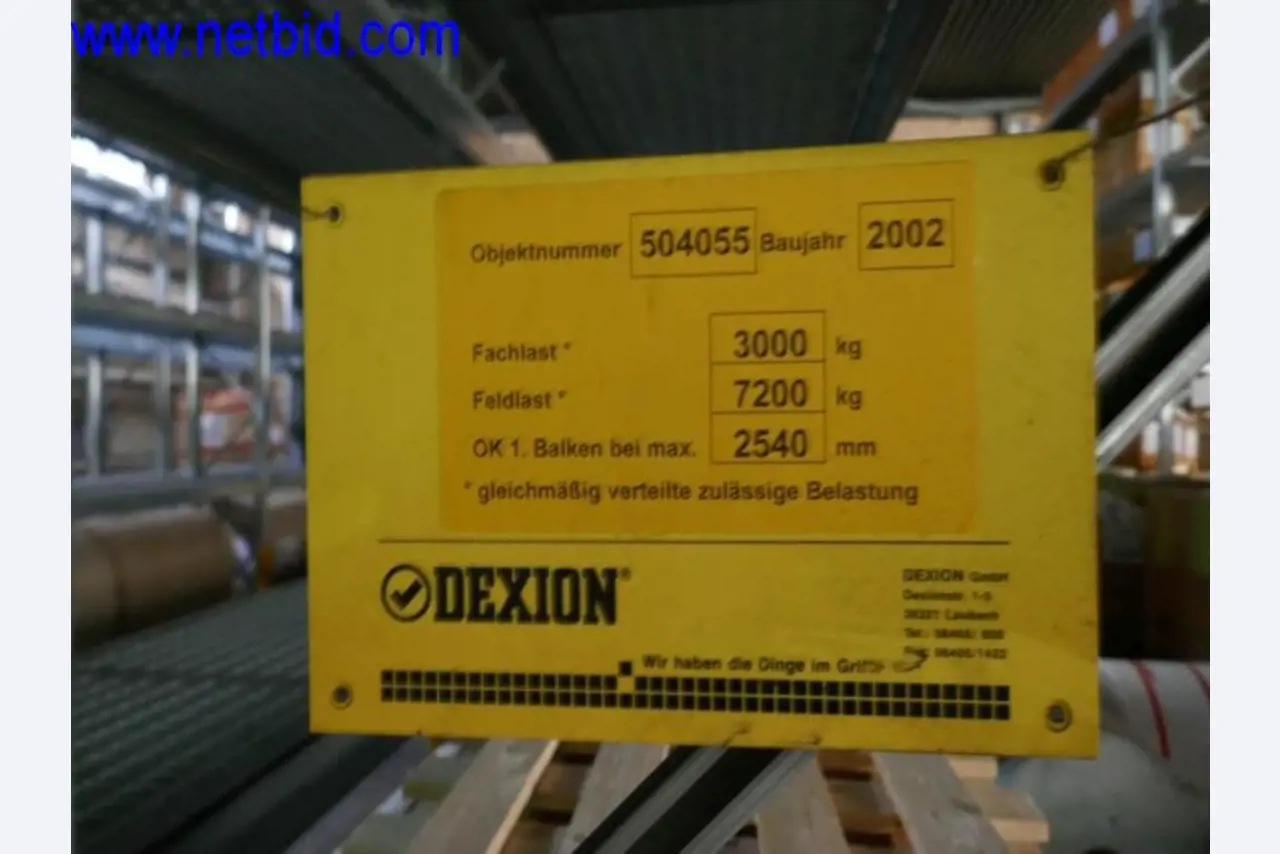 www.netbid.com
Objektnummer 504055 Baujahr 2002
Fachlast * 3000 kg
Feldlast * 7200 kg
OK 1. Balken bei max. 2540 mm
* gleichmäßig verteilte zulässige Belastung
DEXION®
DEXION GmbH
Wir haben die Dinge im Griff